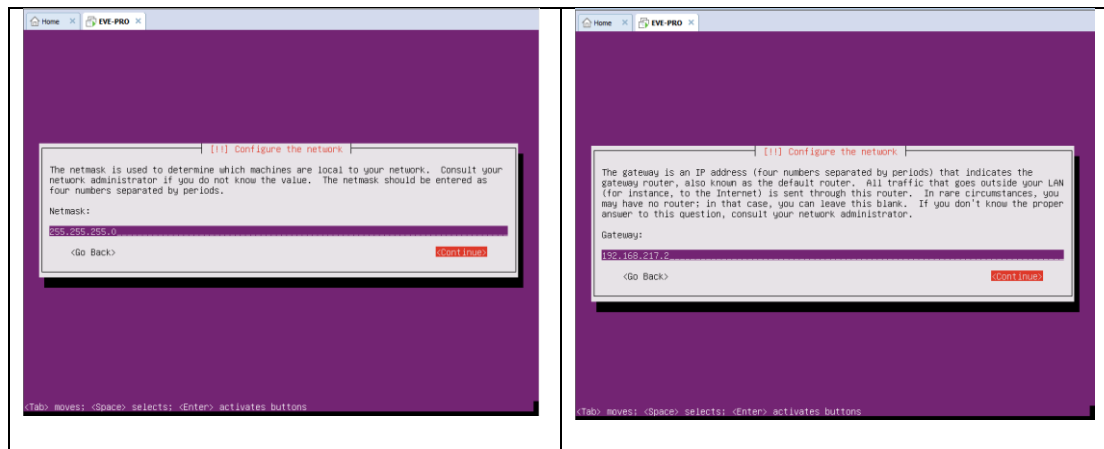 Home × EVE-PRO ×
[!!] Configure the network
The netmask is used to determine which machines are local to your network. Consult your
network administrator if you do not know the value. The netmask should be entered as
four numbers separated by periods.
Netmask:
255.255.255.0
<Go Back> <Continue>
<Tab> moves; <Space> selects; <Enter> activates buttons
Home × EVE-PRO ×
[!!] Configure the network
The gateway is an IP address (four numbers separated by periods) that indicates the
gateway router, also known as the default router. All traffic that goes outside your LAN
(for instance, to the Internet) is sent through this router. In rare circumstances, you
may have no router; in that case, you can leave this blank. If you don't know the proper
answer to this question, consult your network administrator.
Gateway:
192.168.217.2
<Go Back> <Continue>
<Tab> moves; <Space> selects; <Enter> activates buttons